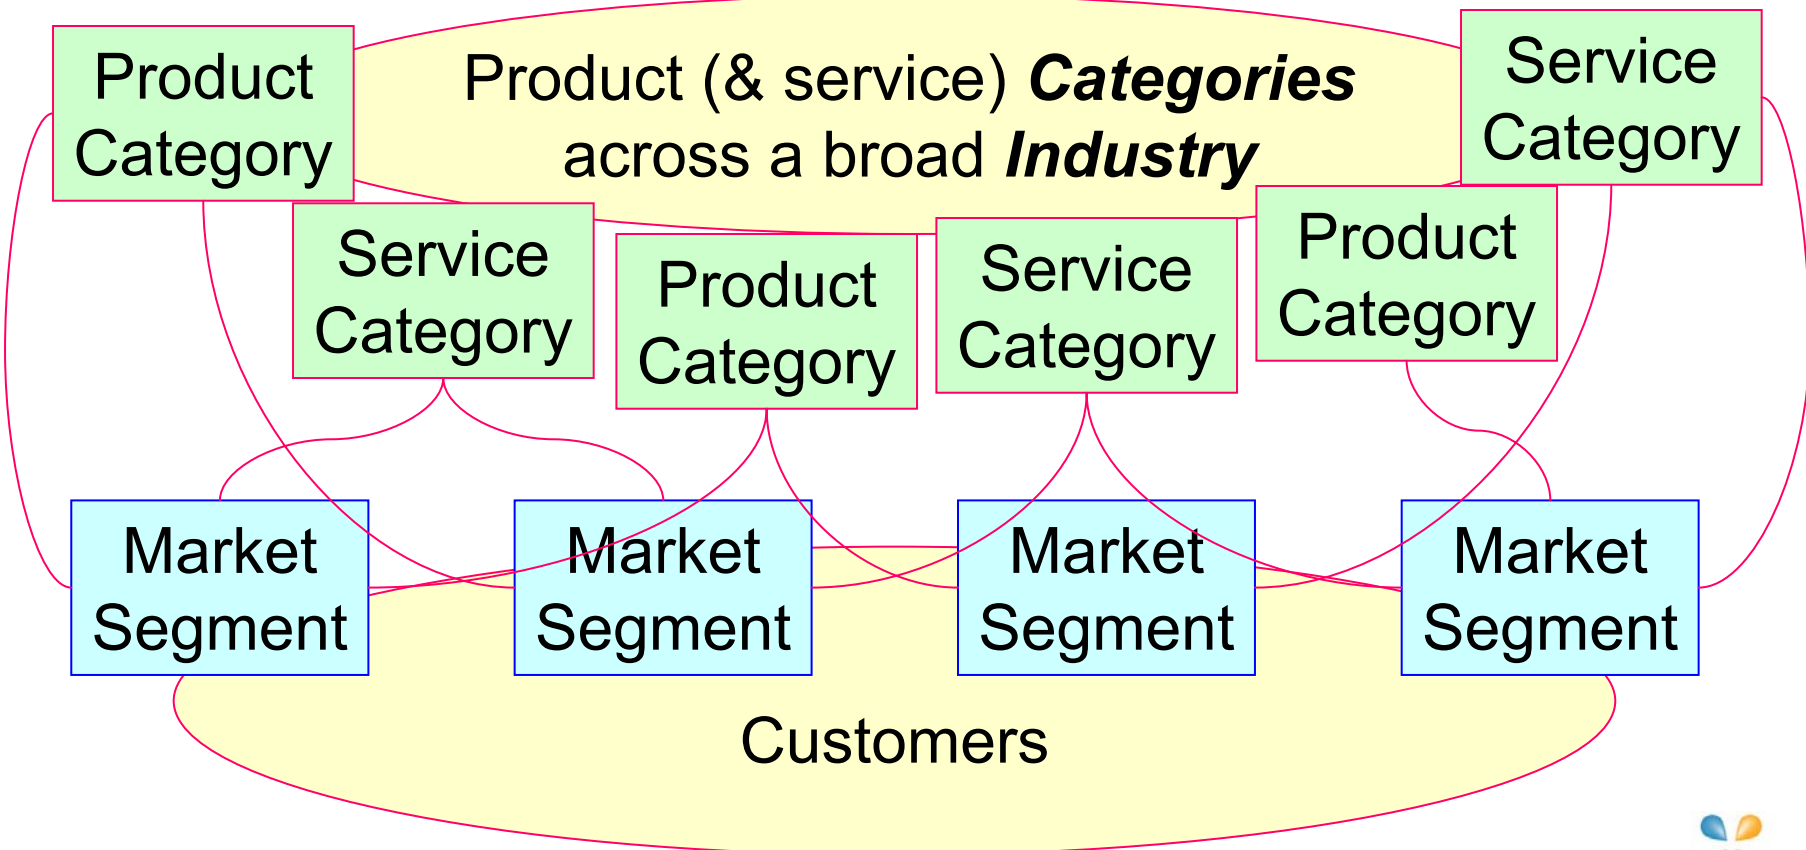 Product (& service) Categories
across a broad Industry
Product
Category
Service
Category
Product
Category
Service
Category
Product
Category
Service
Category
Market
Segment
Market
Segment
Market
Segment
Market
Segment
Customers